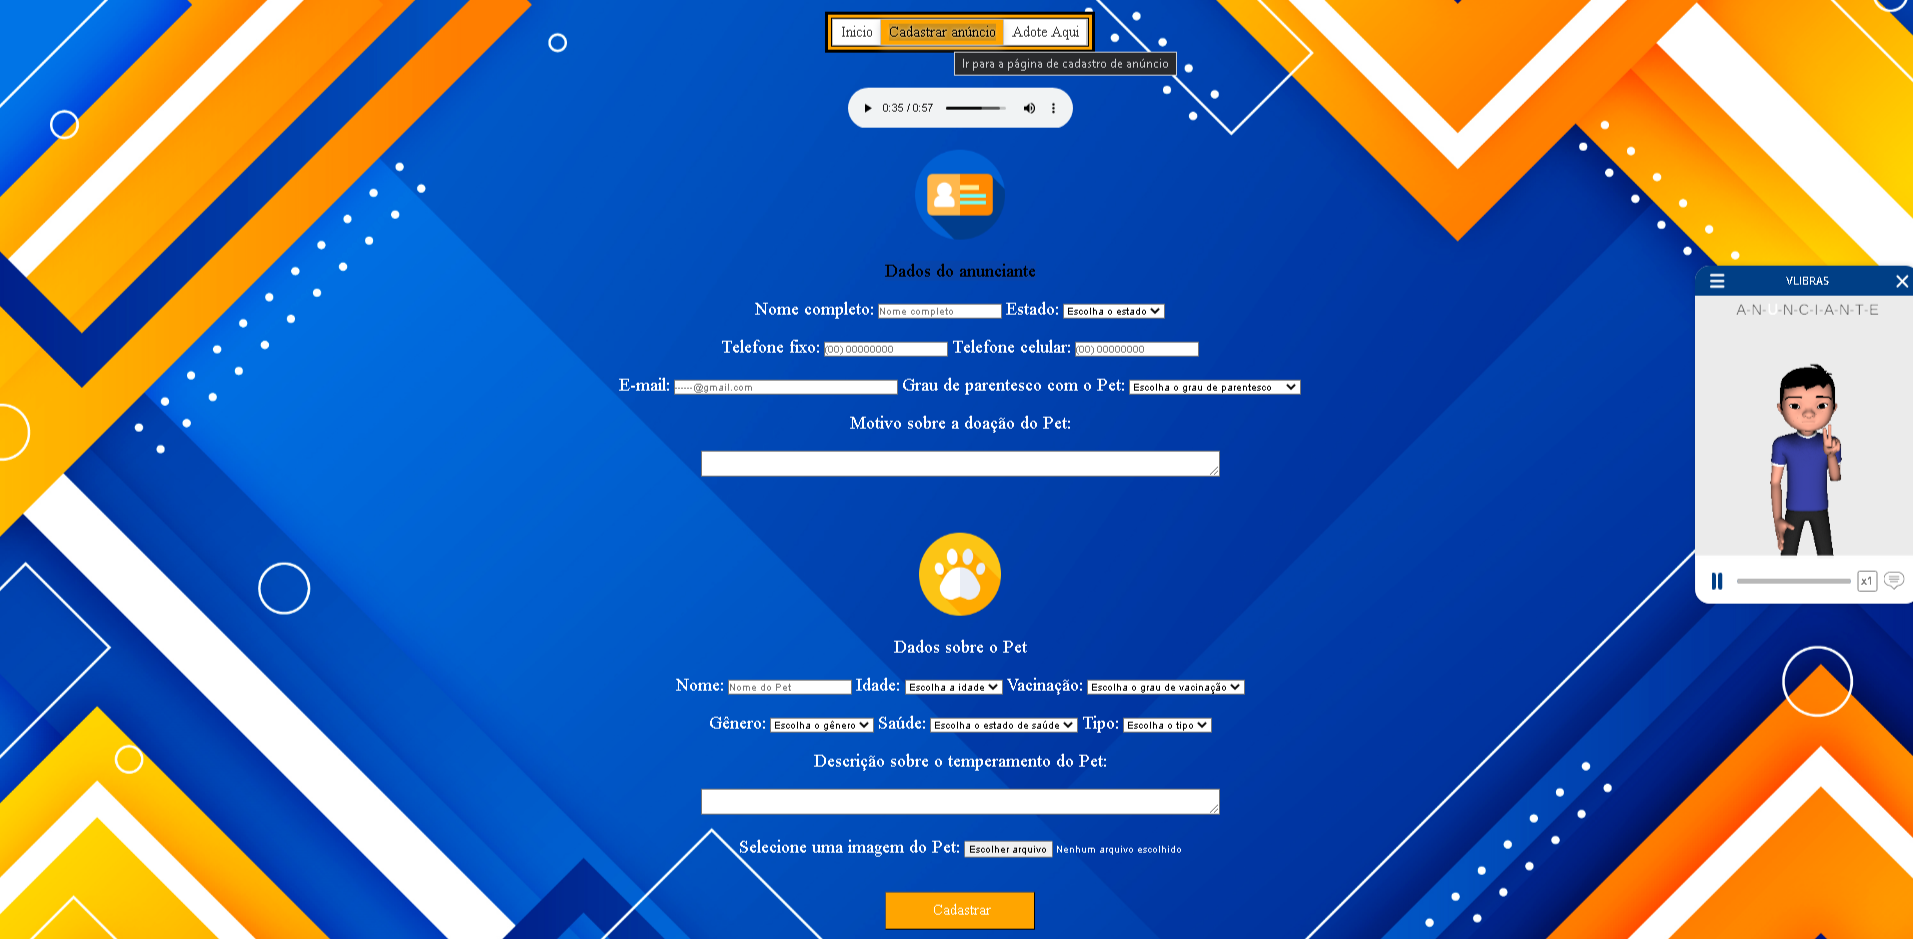 Inicio Cadastrar anúncio Adote Aqui
Ir para a página de cadastro de anúncio
0:35 / 0:57
Dados do anunciante
Nome completo: Nome completo Estado: Escolha o estado
Telefone fixo: (00) 00000000 Telefone celular: (00) 00000000
E-mail: ------@gmail.com Grau de parentesco com o Pet: Escolha o grau de parentesco
Motivo sobre a doação do Pet:
VLIBRAS
A-N-U-N-C-I-A-N-T-E
x1
Dados sobre o Pet
Nome: Nome do Pet Idade: Escolha a idade Vacinação: Escolha o grau de vacinação
Gênero: Escolha o gênero Saúde: Escolha o estado de saúde Tipo: Escolha o tipo
Descrição sobre o temperamento do Pet:
Selecione uma imagem do Pet: Escolher arquivo Nenhum arquivo escolhido
Cadastrar